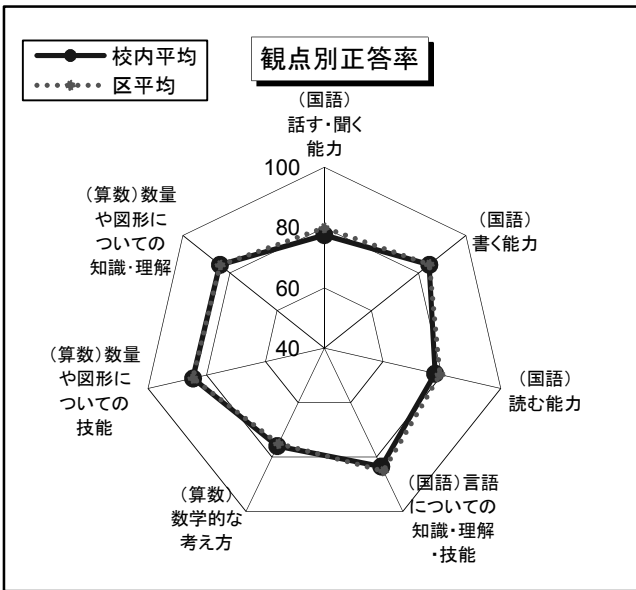 校内平均
区平均
観点別正答率
(国語)
話す・聞く
能力
100
80
60
40
(国語)
書く能力
(国語)
読む能力
(国語)言語
についての
知識・理解
・技能
(算数)
数学的な
考え方
(算数)数量
や図形に
ついての
技能
(算数)数量
や図形に
ついての
知識・理解